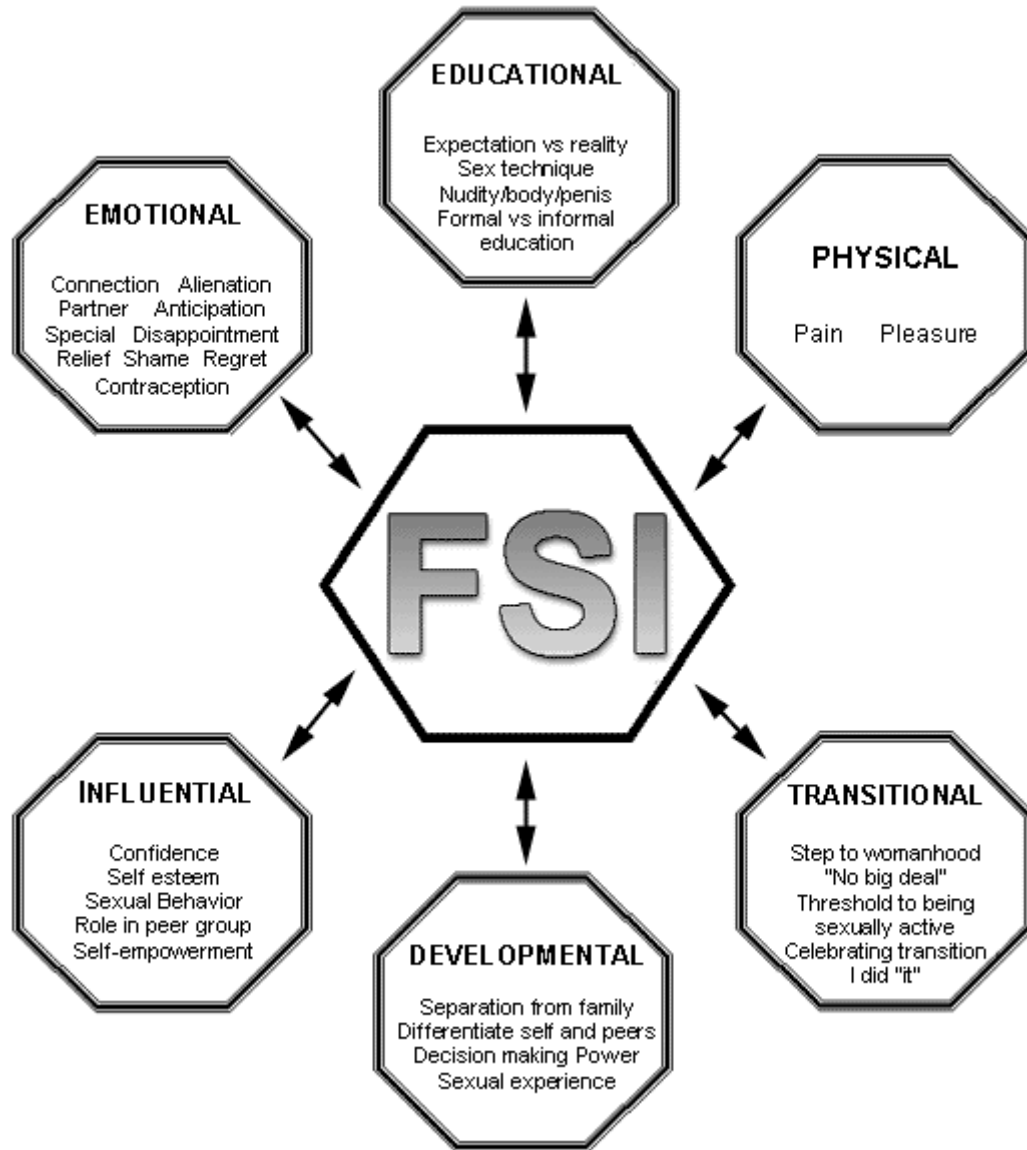 EDUCATIONAL
Expectation vs reality
Sex technique
Nudity/body/penis
Formal vs informal
education
EMOTIONAL
Connection Alienation
Partner Anticipation
Special Disappointment
Relief Shame Regret
Contraception
PHYSICAL
Pain Pleasure
FSI
INFLUENTIAL
Confidence
Self esteem
Sexual Behavior
Role in peer group
Self-empowerment
TRANSITIONAL
Step to womanhood
"No big deal"
Threshold to being
sexually active
Celebrating transition
I did "it"
DEVELOPMENTAL
Separation from family
Differentiate self and peers
Decision making Power
Sexual experience